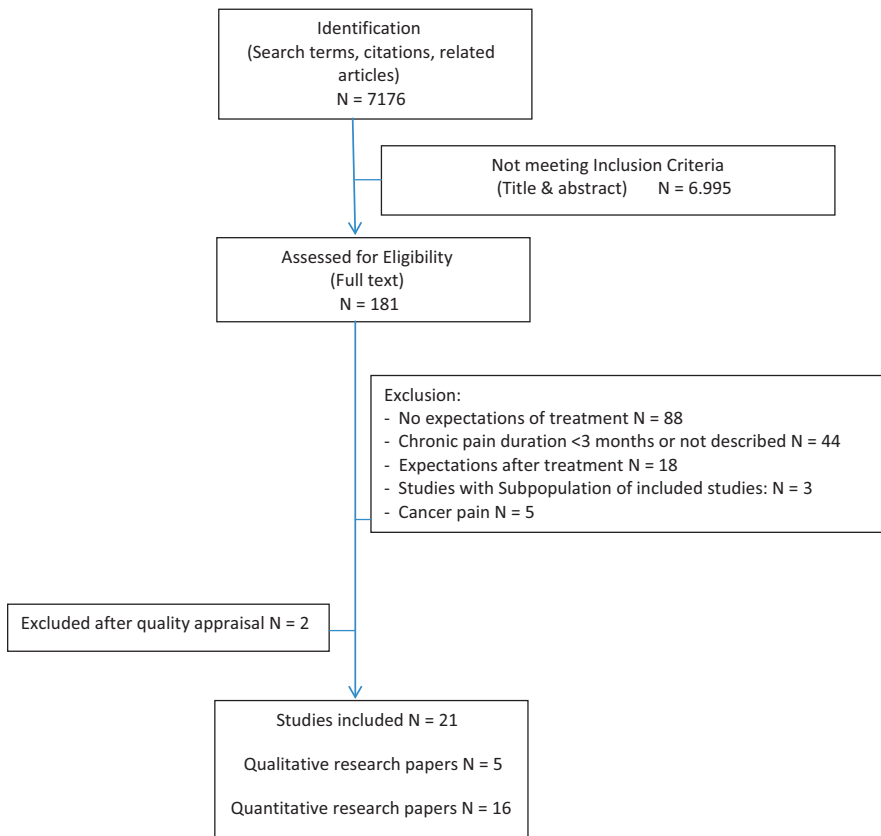 Identification
(Search terms, citations, related
articles)
N = 7176
Not meeting Inclusion Criteria
(Title & abstract) N = 6.995
Assessed for Eligibility
(Full text)
N = 181
Exclusion:
- No expectations of treatment N = 88
- Chronic pain duration <3 months or not described N = 44
- Expectations after treatment N = 18
- Studies with Subpopulation of included studies: N = 3
- Cancer pain N = 5
Excluded after quality appraisal N = 2
Studies included N = 21
Qualitative research papers N = 5
Quantitative research papers N = 16